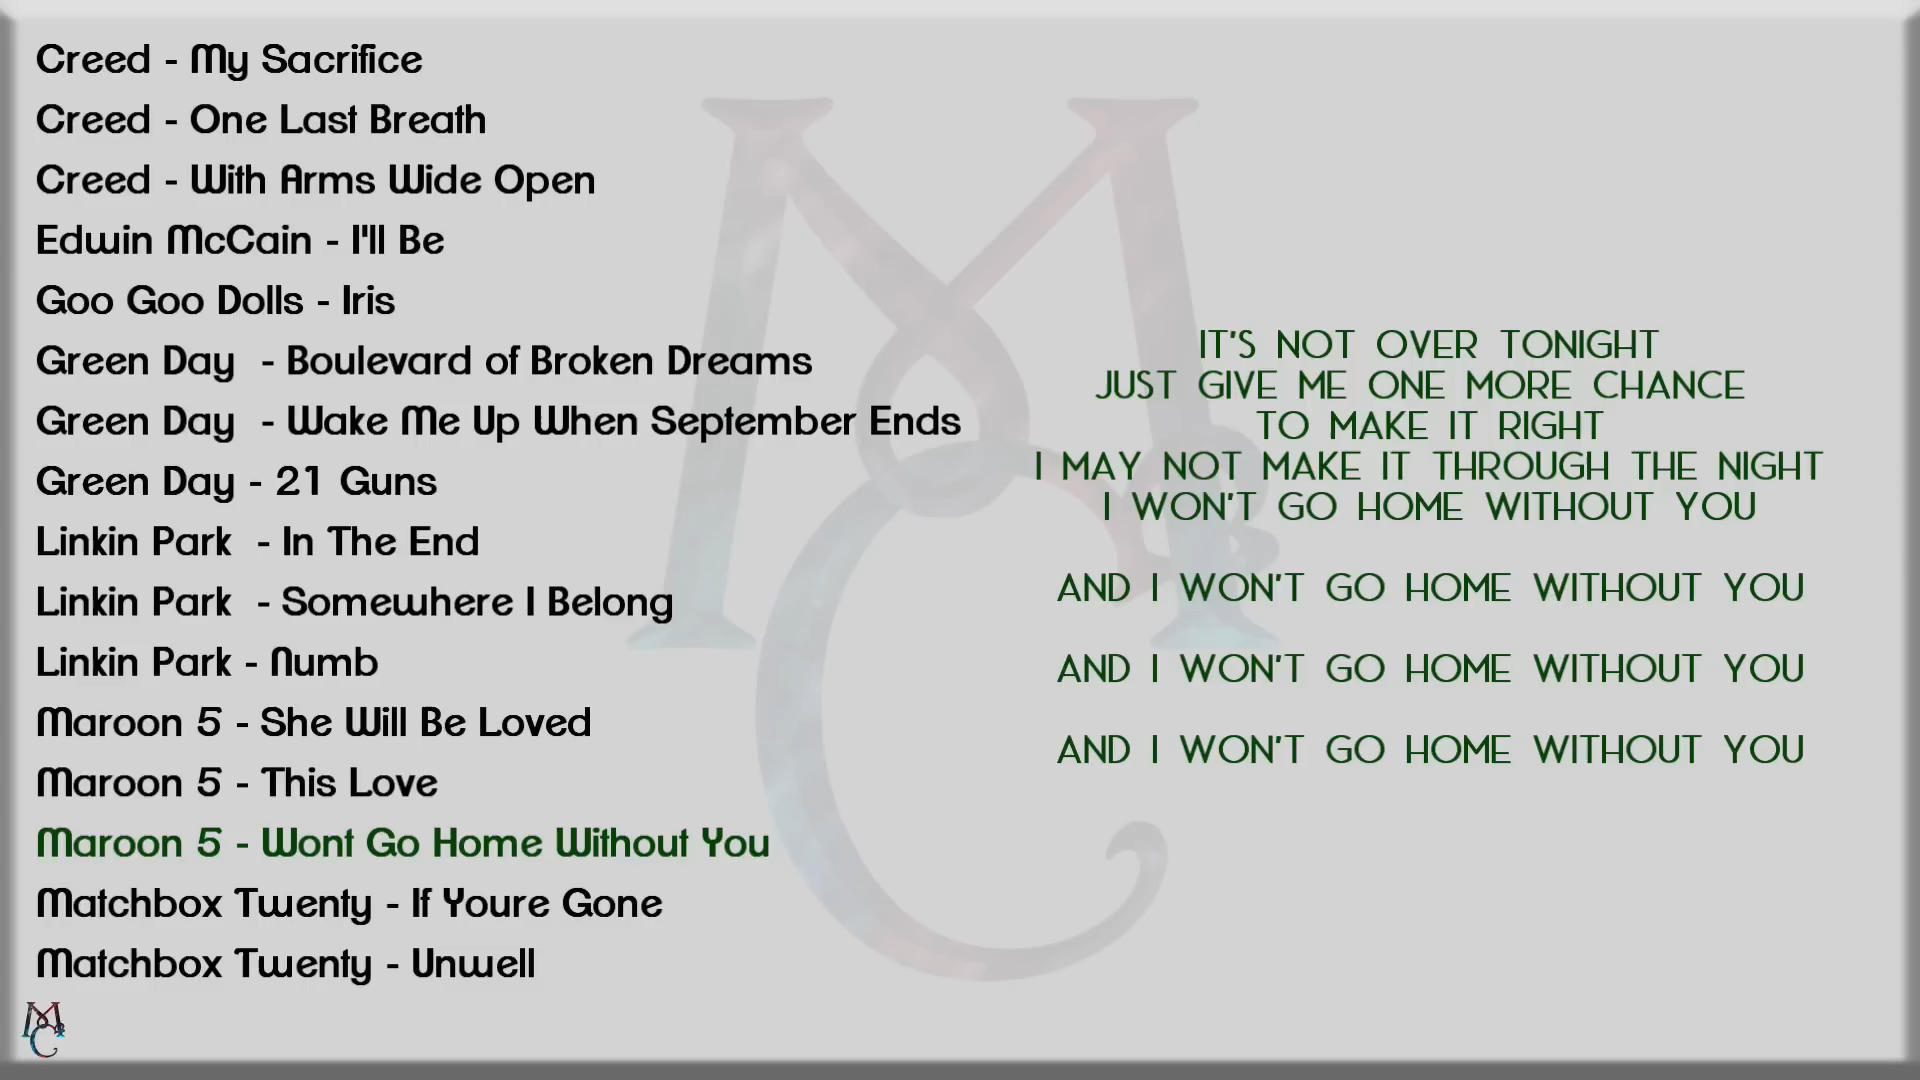 Creed - My Sacrifice
Creed - One Last Breath
Creed - With Arms Wide Open
Edwin McCain - I'll Be
Goo Goo Dolls - Iris
Green Day  - Boulevard of Broken Dreams
Green Day  - Wake Me Up When September Ends
Green Day - 21 Guns
Linkin Park  - In The End
Linkin Park  - Somewhere I Belong
Linkin Park - Numb
Maroon 5 - She Will Be Loved
Maroon 5 - This Love
Maroon 5 - Wont Go Home Without You
Matchbox Twenty - If Youre Gone
Matchbox Twenty - Unwell
IT'S NOT OVER TONIGHT
JUST GIVE ME ONE MORE CHANCE
TO MAKE IT RIGHT
I MAY NOT MAKE IT THROUGH THE NIGHT
I WON'T GO HOME WITHOUT YOU
AND I WON'T GO HOME WITHOUT YOU
AND I WON'T GO HOME WITHOUT YOU
AND I WON'T GO HOME WITHOUT YOU